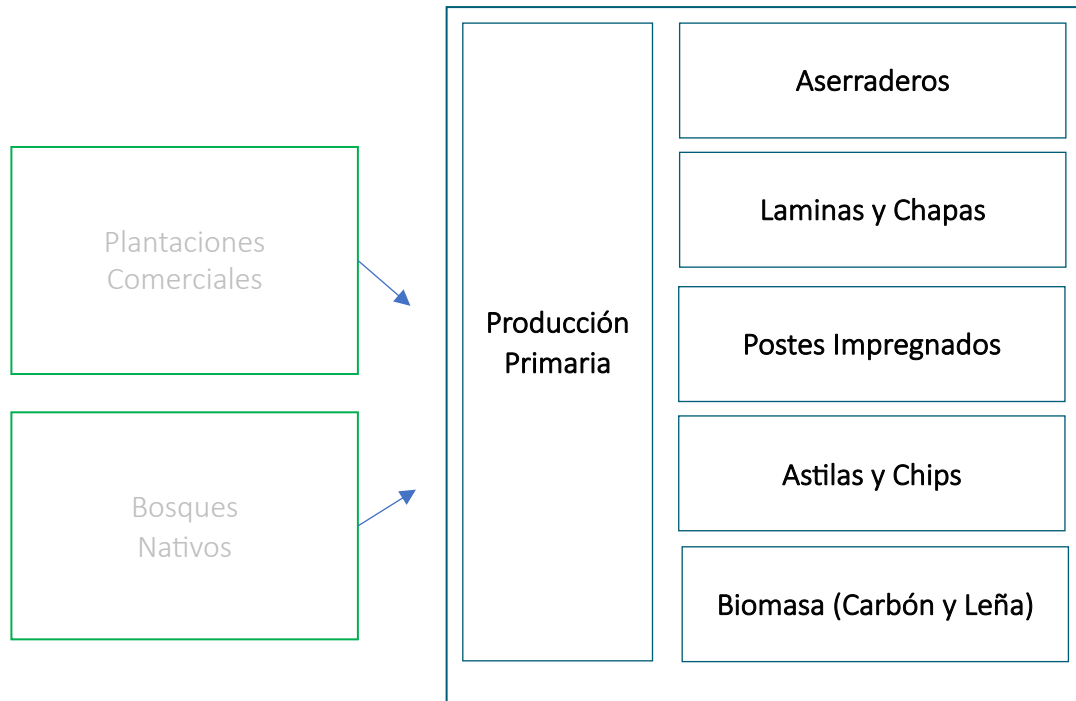 Plantaciones
Comerciales
Bosques
Nativos
Producción
Primaria
Aserraderos
Laminas y Chapas
Postes Impregnados
Astilas y Chips
Biomasa (Carbón y Leña)